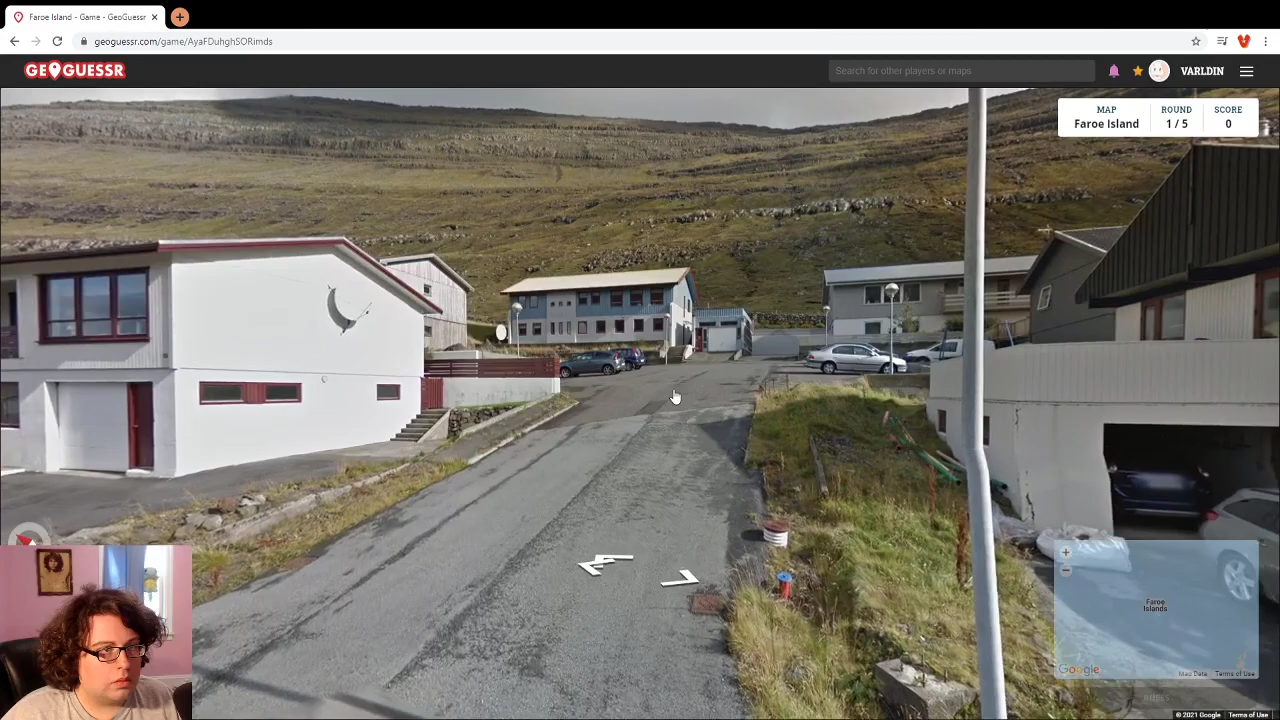 Faroe Island - Game - GeoGuessr
geoguessr.com/game/AyaFDuhghSORimds
GEOGUESSR
Search for other players or maps
VARLDIN
MAP
ROUND
SCORE
Faroe Island
1 / 5
0
Faroe
Islands
Google
Map Data
Terms of Use
© 2021 Google
Terms of Use